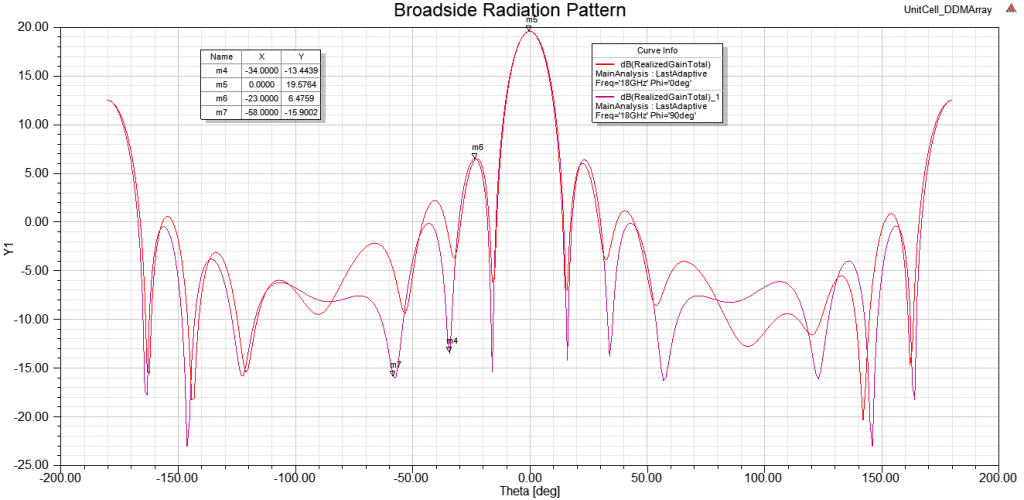 Broadside Radiation Pattern
UnitCell_DDMArray
Name X Y
m4 -34.0000 -13.4439
m5 0.0000 19.5764
m6 -23.0000 6.4759
m7 -58.0000 -15.9002
Curve Info
dB(RealizedGainTotal)
MainAnalysis : LastAdaptive
Freq='18GHz' Phi='0deg'
dB(RealizedGainTotal)_1
MainAnalysis : LastAdaptive
Freq='18GHz' Phi='90deg'
m5
m6
m4
m7
Y1
20.00
15.00
10.00
5.00
0.00
-5.00
-10.00
-15.00
-20.00
-25.00
-200.00 -150.00 -100.00 -50.00 0.00 50.00 100.00 150.00 200.00
Theta [deg]